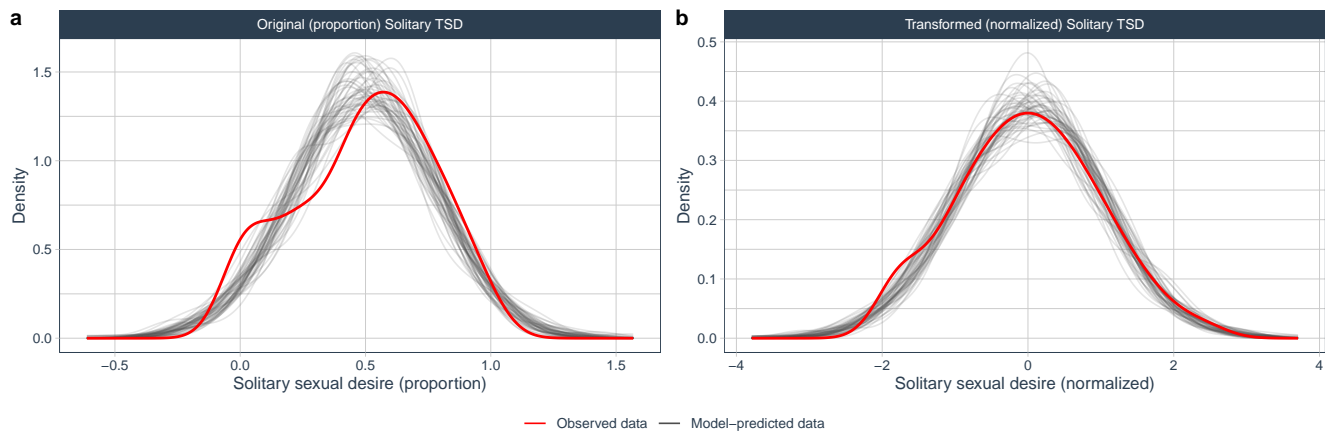 a
Original (proportion) Solitary TSD
1.5
1.0
0.5
0.0
Density
−0.5 0.0 0.5 1.0 1.5
Solitary sexual desire (proportion)
b
Transformed (normalized) Solitary TSD
0.5
0.4
0.3
0.2
0.1
0.0
Density
−4 −2 0 2 4
Solitary sexual desire (normalized)
Observed data Model−predicted data